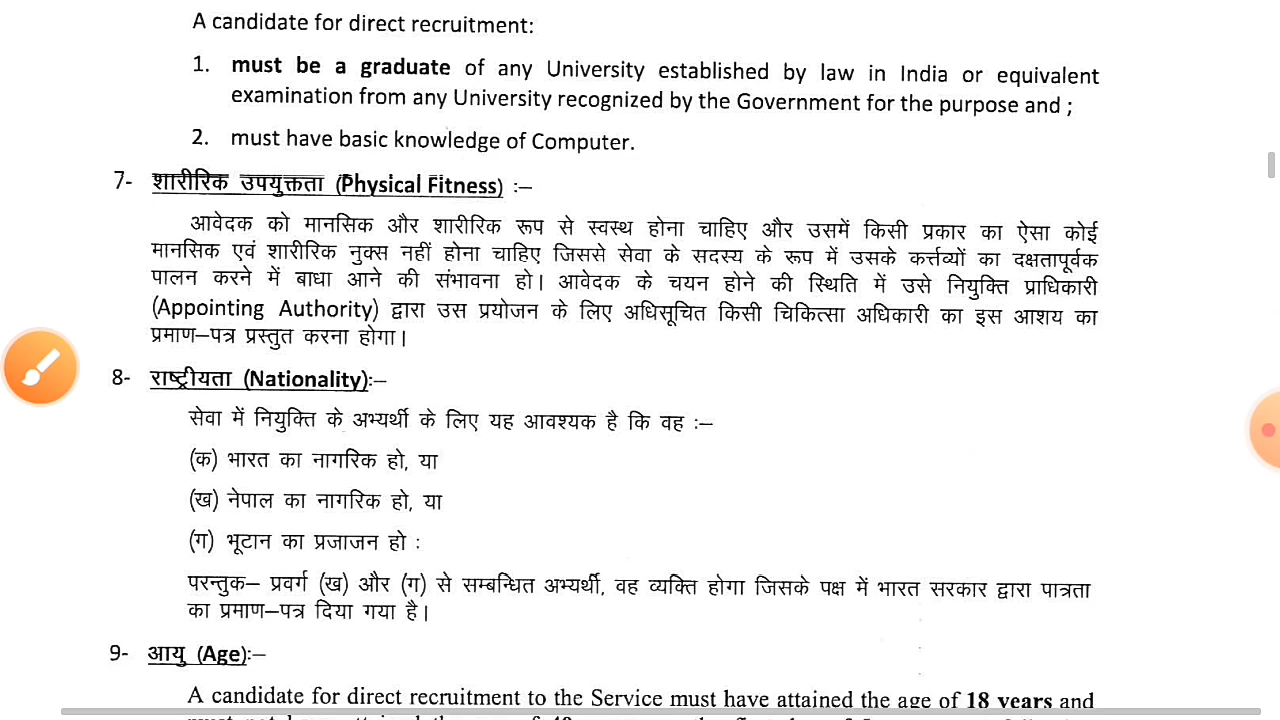 A candidate for direct recruitment:
1. must be a graduate of any University established by law in India or equivalent
examination from any University recognized by the Government for the purpose and ;
2. must have basic knowledge of Computer.
7- शारीरिक उपयुक्तता (Physical Fitness) :–
आवेदक को मानसिक और शारीरिक रूप से स्वस्थ होना चाहिए और उसमें किसी प्रकार का ऐसा कोई
मानसिक एवं शारीरिक नुक्स नहीं होना चाहिए जिससे सेवा के सदस्य के रूप में उसके कर्त्तव्यों का दक्षतापूर्वक
पालन करने में बाधा आने की संभावना हो। आवेदक के चयन होने की स्थिति में उसे नियुक्ति प्राधिकारी
(Appointing Authority) द्वारा उस प्रयोजन के लिए अधिसूचित किसी चिकित्सा अधिकारी का इस आशय का
प्रमाण–पत्र प्रस्तुत करना होगा।
8- राष्ट्रीयता (Nationality):–
सेवा में नियुक्ति के अभ्यर्थी के लिए यह आवश्यक है कि वह :–
(क) भारत का नागरिक हो, या
(ख) नेपाल का नागरिक हो, या
(ग) भूटान का प्रजाजन हो :
परन्तुक– प्रवर्ग (ख) और (ग) से सम्बन्धित अभ्यर्थी, वह व्यक्ति होगा जिसके पक्ष में भारत सरकार द्वारा पात्रता
का प्रमाण–पत्र दिया गया है।
9- आयु (Age):–
A candidate for direct recruitment to the Service must have attained the age of 18 years and